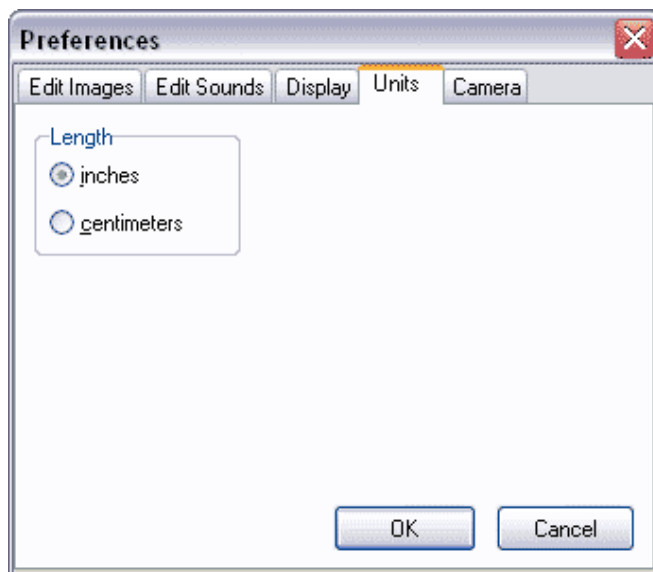 Preferences
Edit Images Edit Sounds Display Units Camera
Length
inches
centimeters
OK Cancel